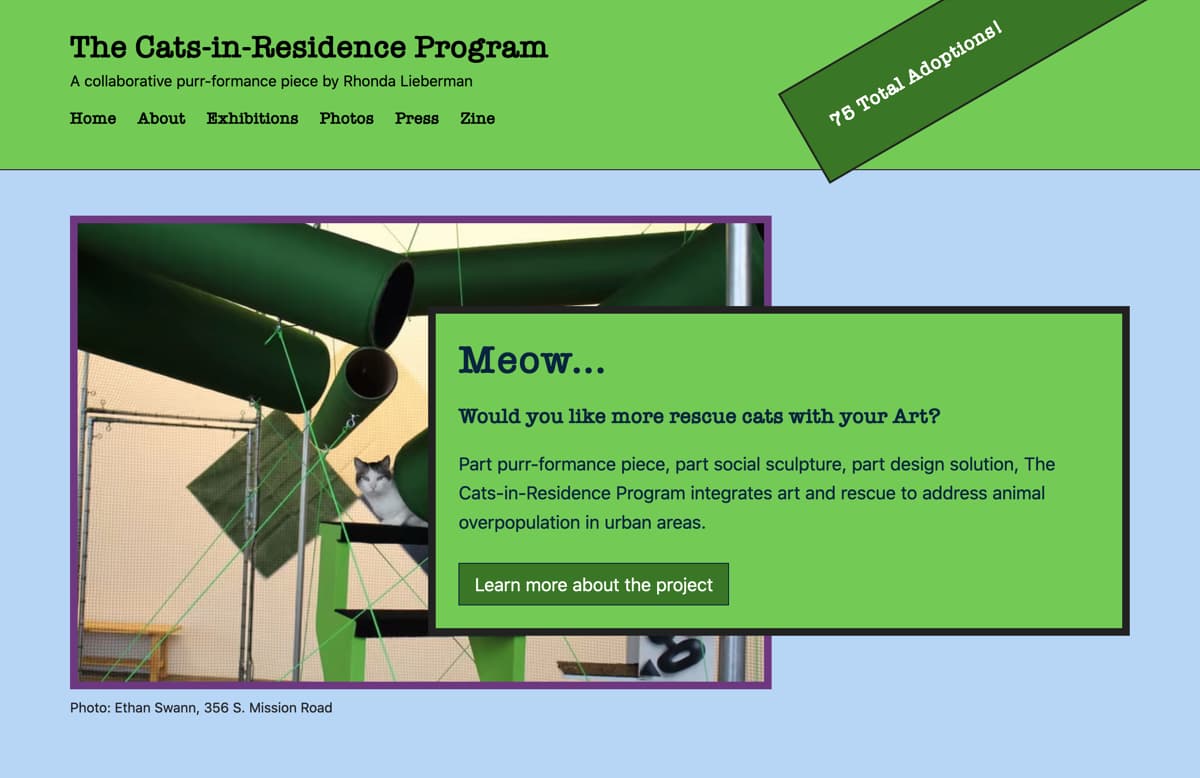 The Cats-in-Residence Program
A collaborative purr-formance piece by Rhonda Lieberman
Home About Exhibitions Photos Press Zine
75 Total Adoptions!
Meow...
Would you like more rescue cats with your Art?
Part purr-formance piece, part social sculpture, part design solution, The
Cats-in-Residence Program integrates art and rescue to address animal
overpopulation in urban areas.
Learn more about the project
Photo: Ethan Swann, 356 S. Mission Road